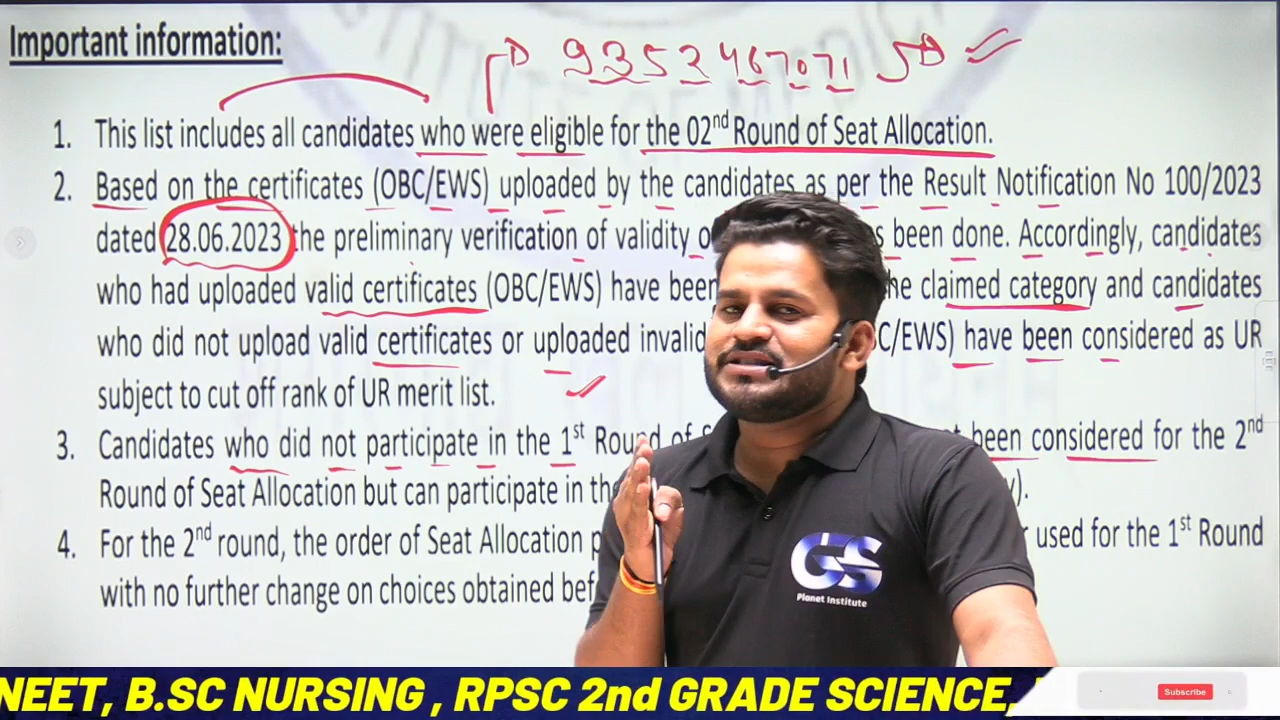 Important information:
9353467071
1. This list includes all candidates who were eligible for the 02nd Round of Seat Allocation.
2. Based on the certificates (OBC/EWS) uploaded by the candidates as per the Result Notification No 100/2023
dated 28.06.2023 the preliminary verification of validity been done. Accordingly, candidates
who had uploaded valid certificates (OBC/EWS) have been claimed category and candidates
who did not upload valid certificates or uploaded C/EWS) have been considered as UR
subject to cut off rank of UR merit list.
3. Candidates who did not participate in the 1st Round of been considered for the 2nd
Round of Seat Allocation but can participate in the
4. For the 2nd round, the order of Seat Allocation used for the 1st Round
with no further change on choices obtained
GS
Planet Institute
NEET, B.SC NURSING , RPSC 2nd GRADE SCIENCE,
Subscribe